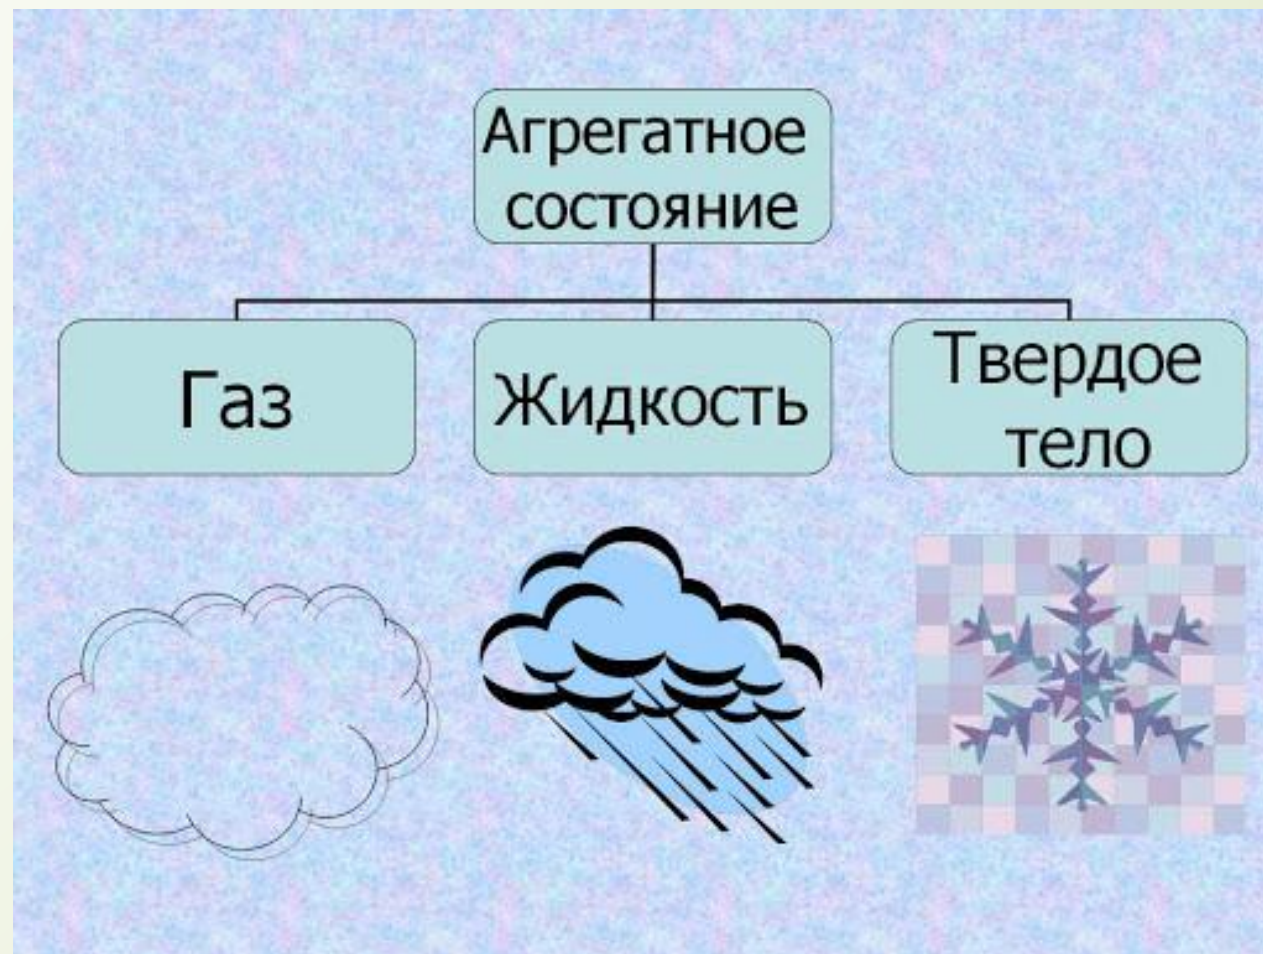 Агрегатное
состояние
Газ
Жидкость
Твердое
тело